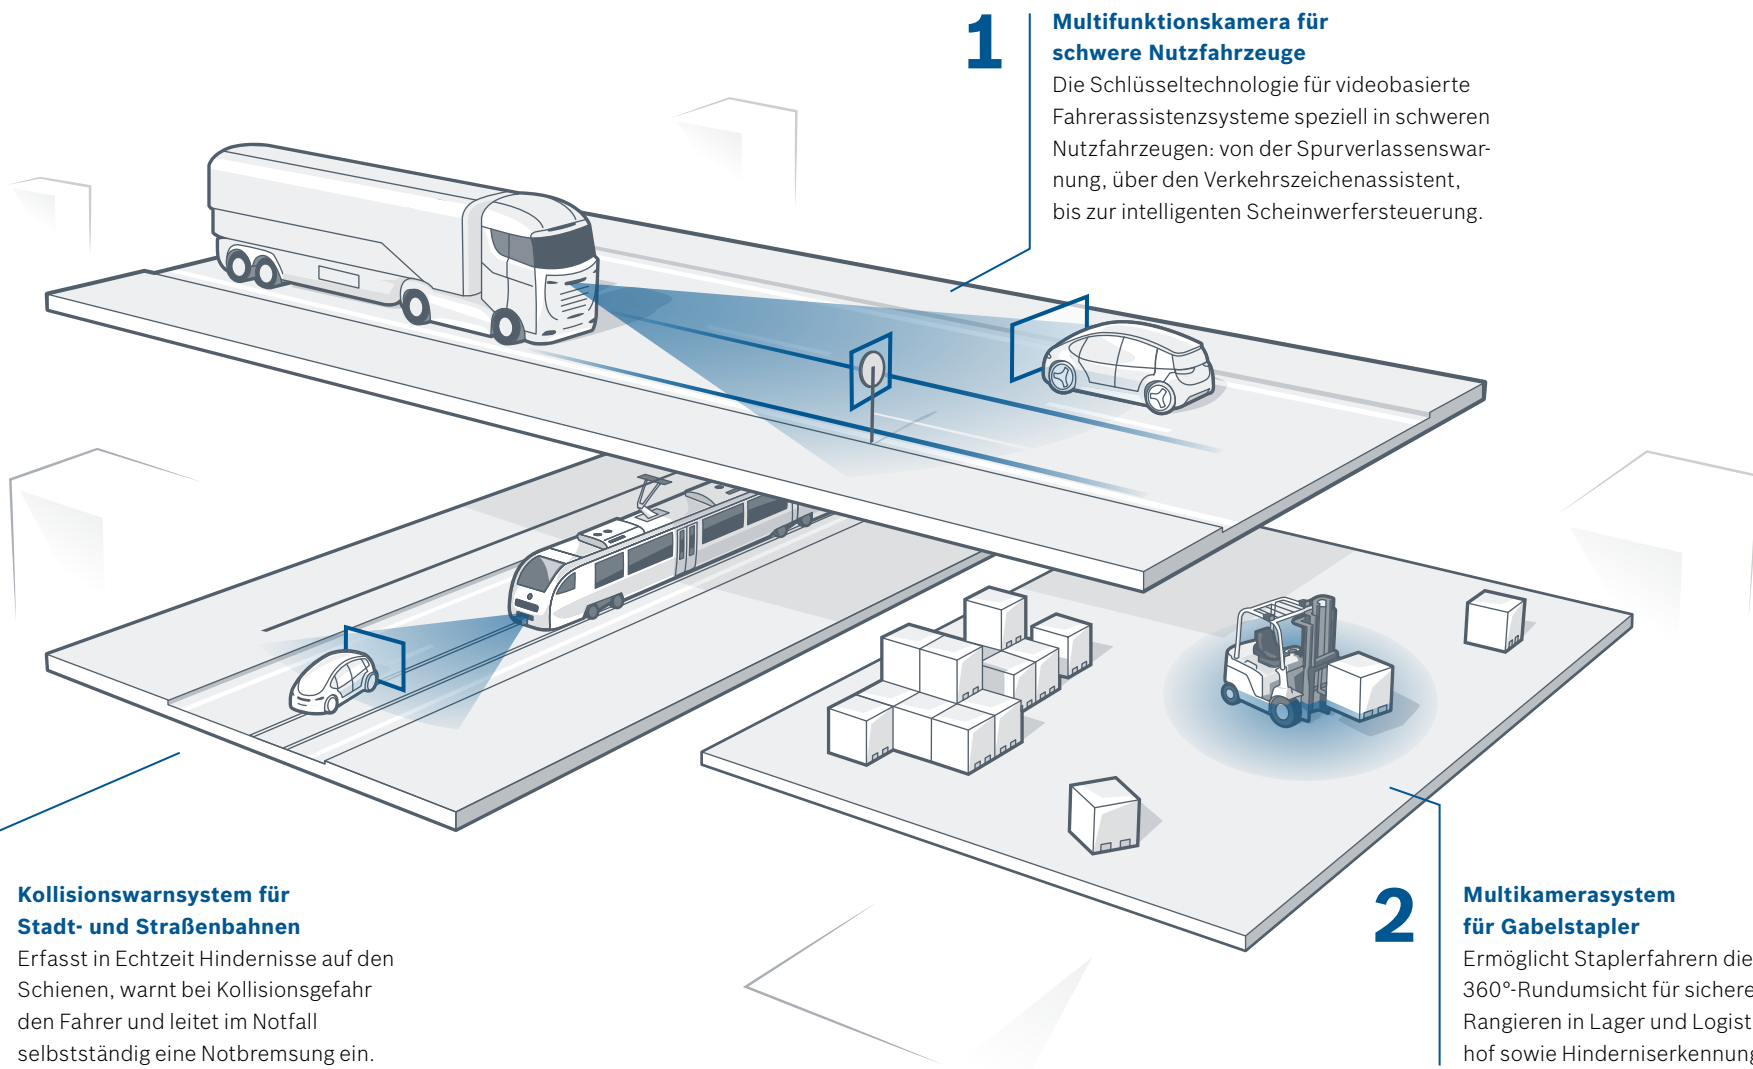 1
Multifunktionskamera für
schwere Nutzfahrzeuge
Die Schlüsseltechnologie für videobasierte
Fahrerassistenzsysteme speziell in schweren
Nutzfahrzeugen: von der Spurverlassenswar-
nung, über den Verkehrszeichenassistent,
bis zur intelligenten Scheinwerfersteuerung.
Kollisionswarnsystem für
Stadt- und Straßenbahnen
Erfasst in Echtzeit Hindernisse auf den
Schienen, warnt bei Kollisionsgefahr
den Fahrer und leitet im Notfall
selbstständig eine Notbremsung ein.
2
Multikamerasystem
für Gabelstapler
Ermöglicht Staplerfahrern die
360°-Rundumsicht für sichere
Rangieren in Lager und Logist
hof sowie Hinderniserkennung